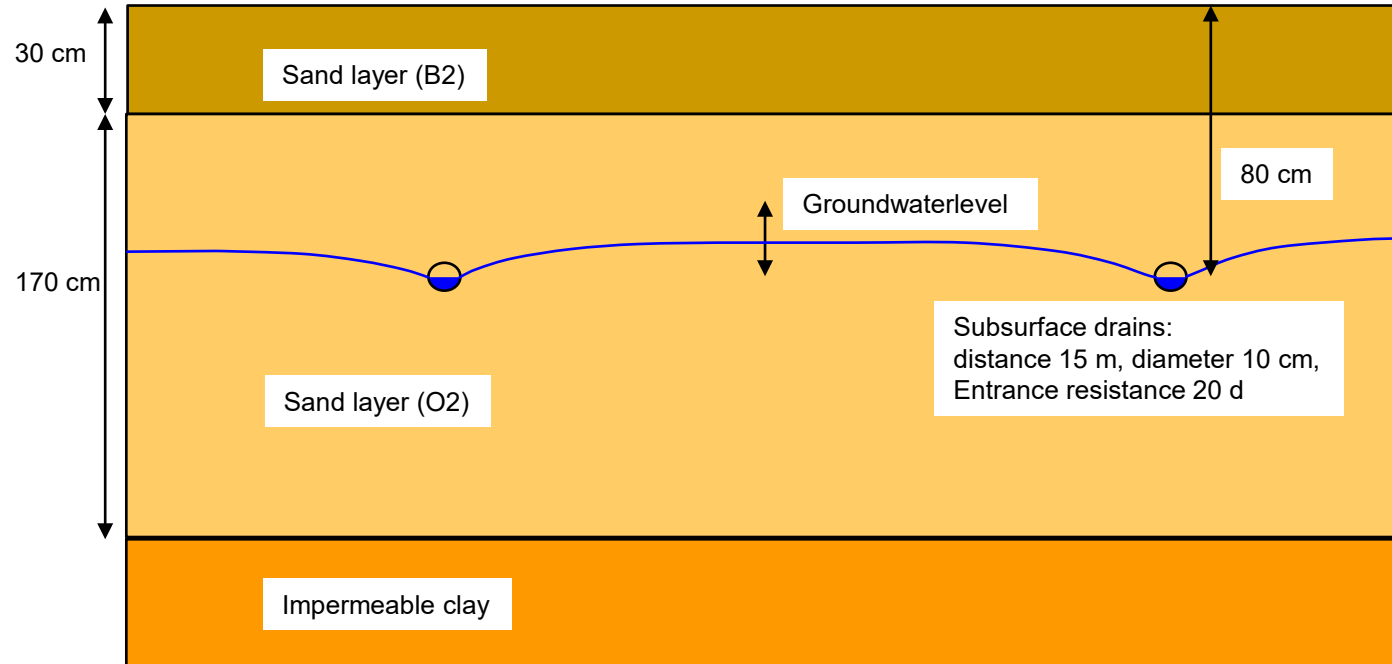 30 cm
Sand layer (B2)
80 cm
Groundwaterlevel
170 cm
Subsurface drains:
distance 15 m, diameter 10 cm,
Entrance resistance 20 d
Sand layer (O2)
Impermeable clay